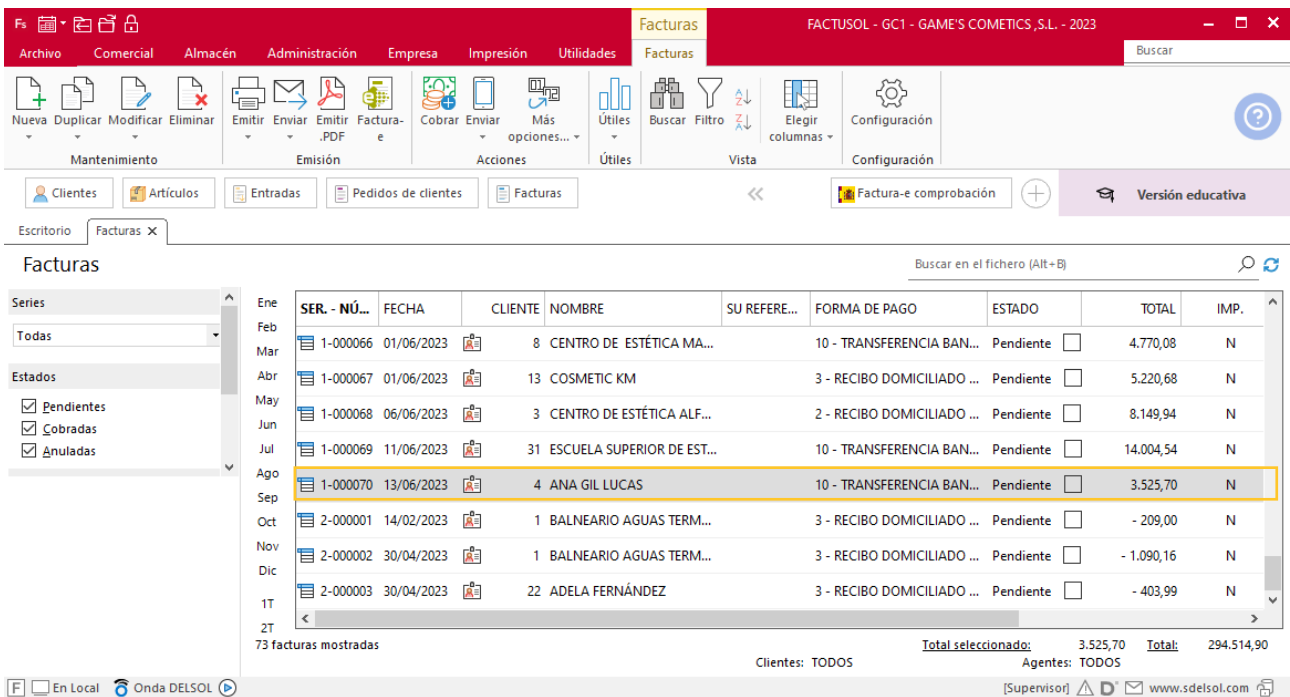 Fs Facturas FACTUSOL - GC1 - GAME'S COMETICS ,S.L. - 2023
Archivo Comercial Almacén Administración Empresa Impresión Utilidades Facturas Buscar
Nueva Duplicar Modificar Eliminar Emitir Enviar Emitir .PDF Factura-e Cobrar Enviar Más opciones... Útiles Buscar Filtro Elegir columnas Configuración
Mantenimiento Emisión Acciones Útiles Vista Configuración
Clientes Artículos Entradas Pedidos de clientes Facturas Factura-e comprobación Versión educativa
Escritorio Facturas
Facturas Buscar en el fichero (Alt+B)
Series
Todas
Estados
Pendientes
Cobradas
Anuladas
Ene
Feb
Mar
Abr
May
Jun
Jul
Ago
Sep
Oct
Nov
Dic
1T
2T
SER. - NÚ... FECHA CLIENTE NOMBRE SU REFERE... FORMA DE PAGO ESTADO TOTAL IMP.
1-000066 01/06/2023 8 CENTRO DE ESTÉTICA MA... 10 - TRANSFERENCIA BAN... Pendiente 4.770,08 N
1-000067 01/06/2023 13 COSMETIC KM 3 - RECIBO DOMICILIADO ... Pendiente 5.220,68 N
1-000068 06/06/2023 3 CENTRO DE ESTÉTICA ALF... 2 - RECIBO DOMICILIADO ... Pendiente 8.149,94 N
1-000069 11/06/2023 31 ESCUELA SUPERIOR DE EST... 10 - TRANSFERENCIA BAN... Pendiente 14.004,54 N
1-000070 13/06/2023 4 ANA GIL LUCAS 10 - TRANSFERENCIA BAN... Pendiente 3.525,70 N
2-000001 14/02/2023 1 BALNEARIO AGUAS TERM... 3 - RECIBO DOMICILIADO ... Pendiente - 209,00 N
2-000002 30/04/2023 1 BALNEARIO AGUAS TERM... 3 - RECIBO DOMICILIADO ... Pendiente - 1.090,16 N
2-000003 30/04/2023 22 ADELA FERNÁNDEZ 3 - RECIBO DOMICILIADO ... Pendiente - 403,99 N
73 facturas mostradas Total seleccionado: 3.525,70 Total: 294.514,90
Clientes: TODOS Agentes: TODOS
F En Local Onda DELSOL [Supervisor] D www.sdelsol.com